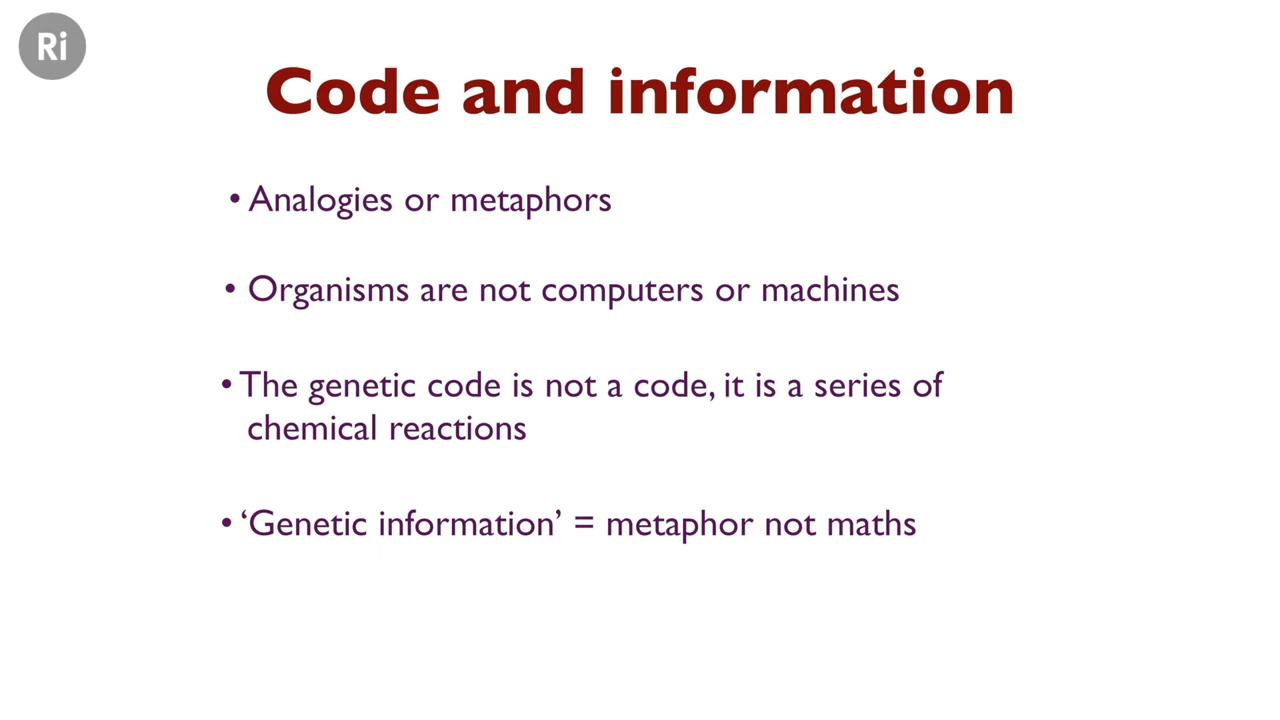 Ri
Code and information
• Analogies or metaphors
• Organisms are not computers or machines
• The genetic code is not a code, it is a series of
chemical reactions
• ‘Genetic information’ = metaphor not maths